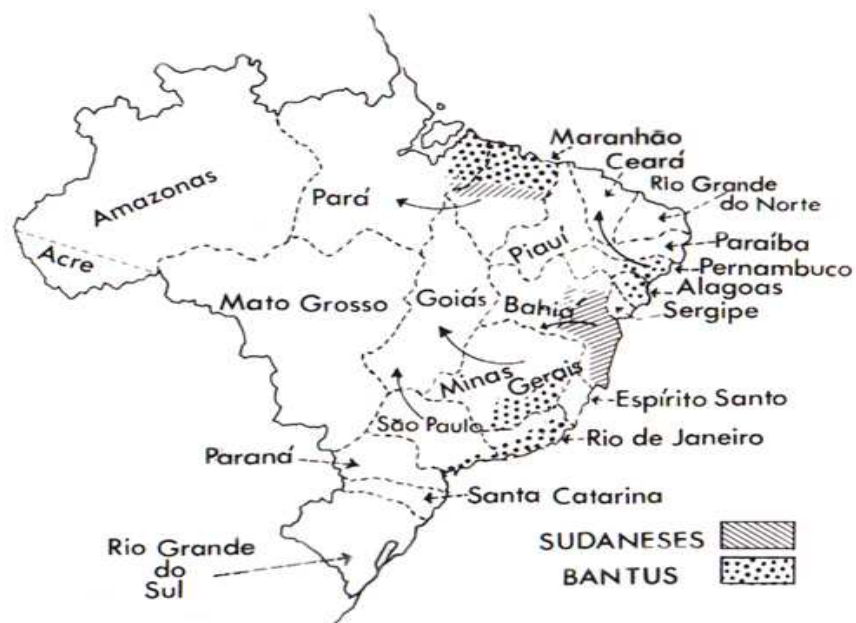 Maranhão
Ceará
Rio Grande
do Norte
Amazonas
Pará
Piauí
Paraíba
Acre
Pernambuco
Alagoas
Mato Grosso
Goiás
Bahia
Sergipe
Minas
Gerais
Espírito Santo
São Paulo
Rio de Janeiro
Paraná
Santa Catarina
Rio Grande
do
Sul
SUDANESES
BANTUS